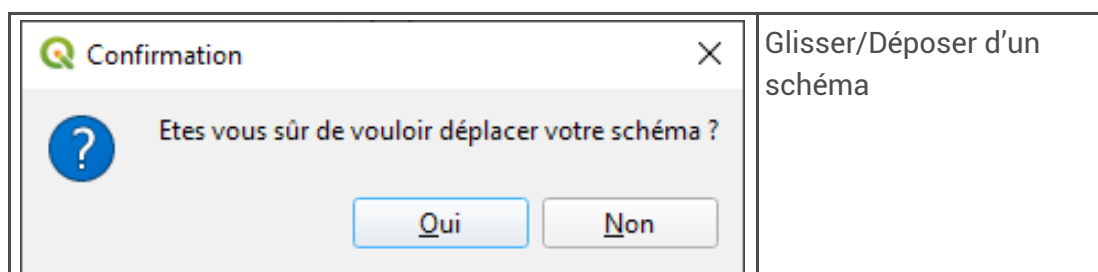 Confirmation
Etes vous sûr de vouloir déplacer votre schéma ?
Oui
Non
Glisser/Déposer d’un
schéma